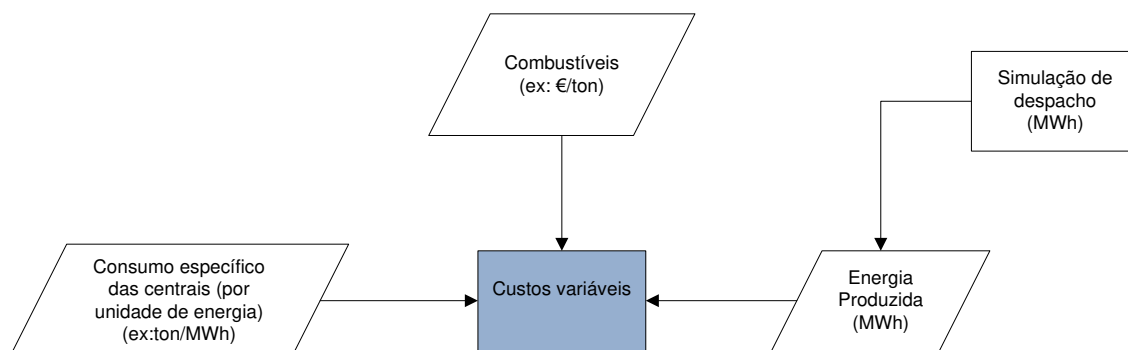 Combustíveis
(ex: €/ton)
Simulação de
despacho
(MWh)
Consumo específico
das centrais (por
unidade de energia)
(ex:ton/MWh)
Custos variáveis
Energia
Produzida
(MWh)